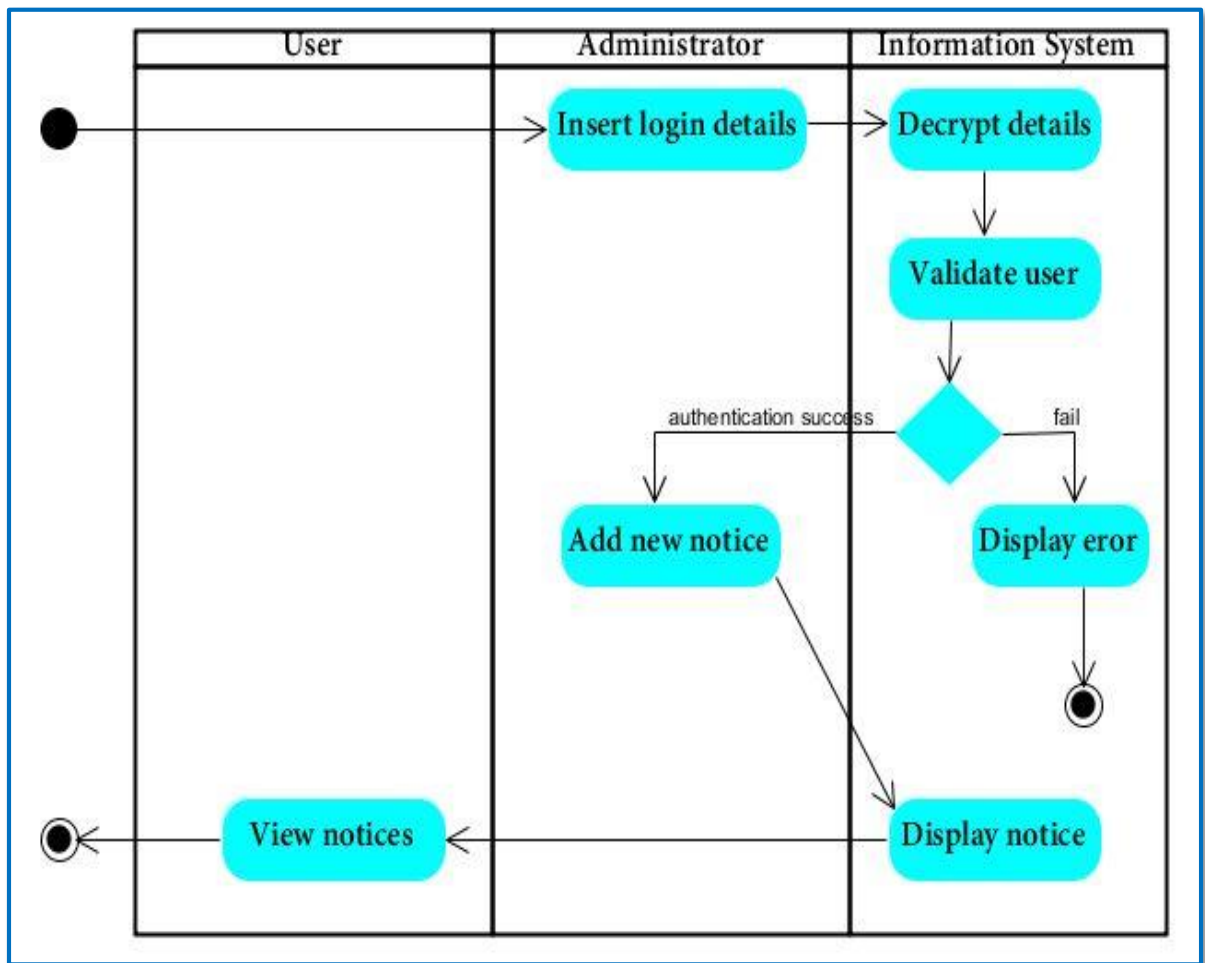 User
Administrator
Information System
Insert login details
Decrypt details
Validate user
authentication success
fail
Add new notice
Display eror
View notices
Display notice